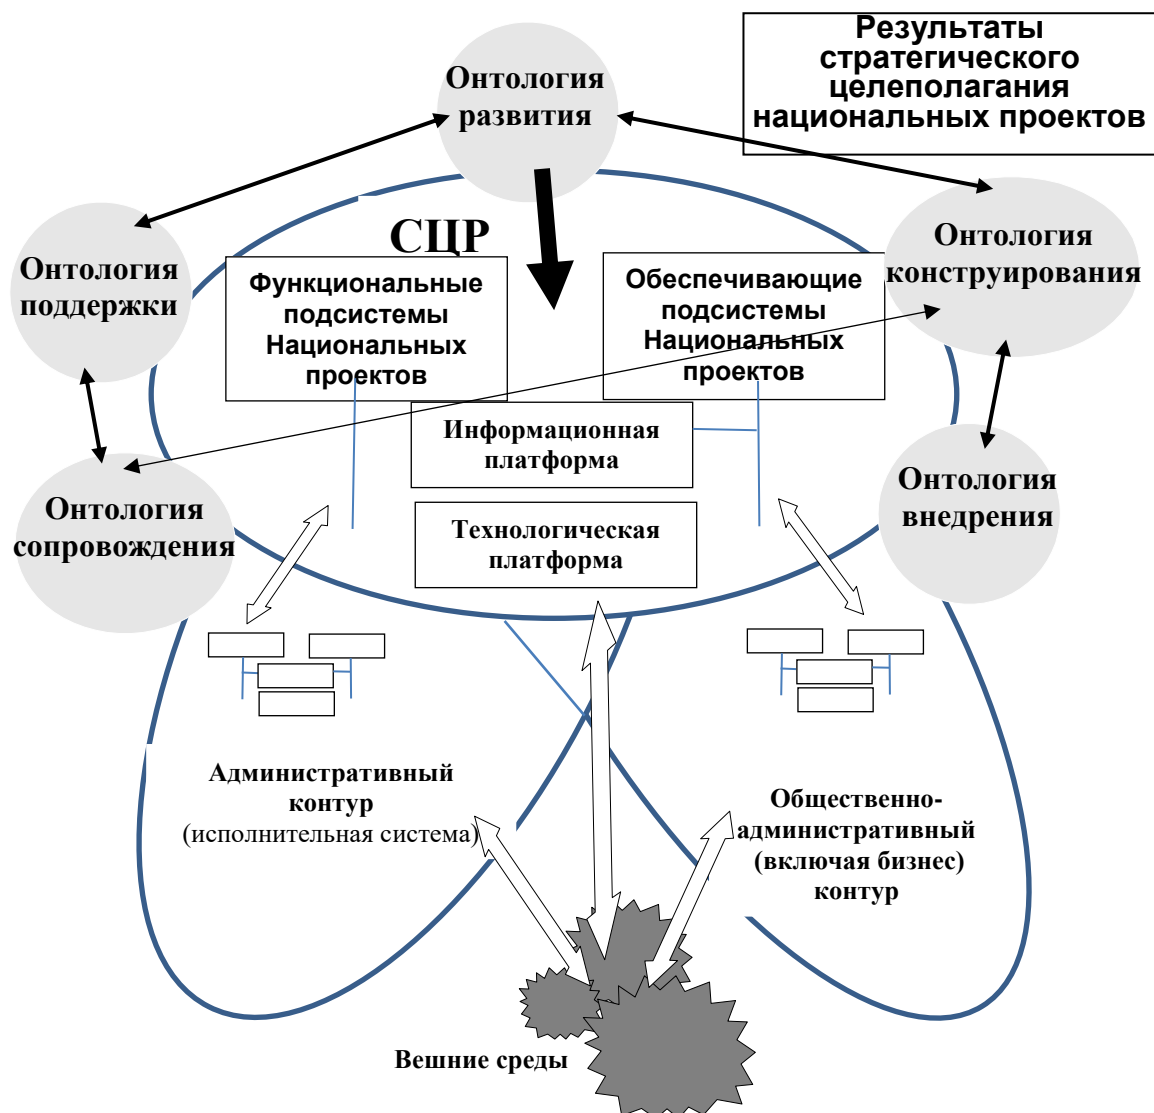 Результаты
стратегического
целеполагания
национальных проектов
Онтология
развития
СЦР
Онтология
конструирования
Онтология
поддержки
Функциональные
подсистемы
Национальных
проектов
Обеспечивающие
подсистемы
Национальных
проектов
Информационная
платформа
Онтология
внедрения
Онтология
сопровождения
Технологическая
платформа
Административный
контур
(исполнительная система)
Общественно-
административный
(включая бизнес)
контур
Вешние среды